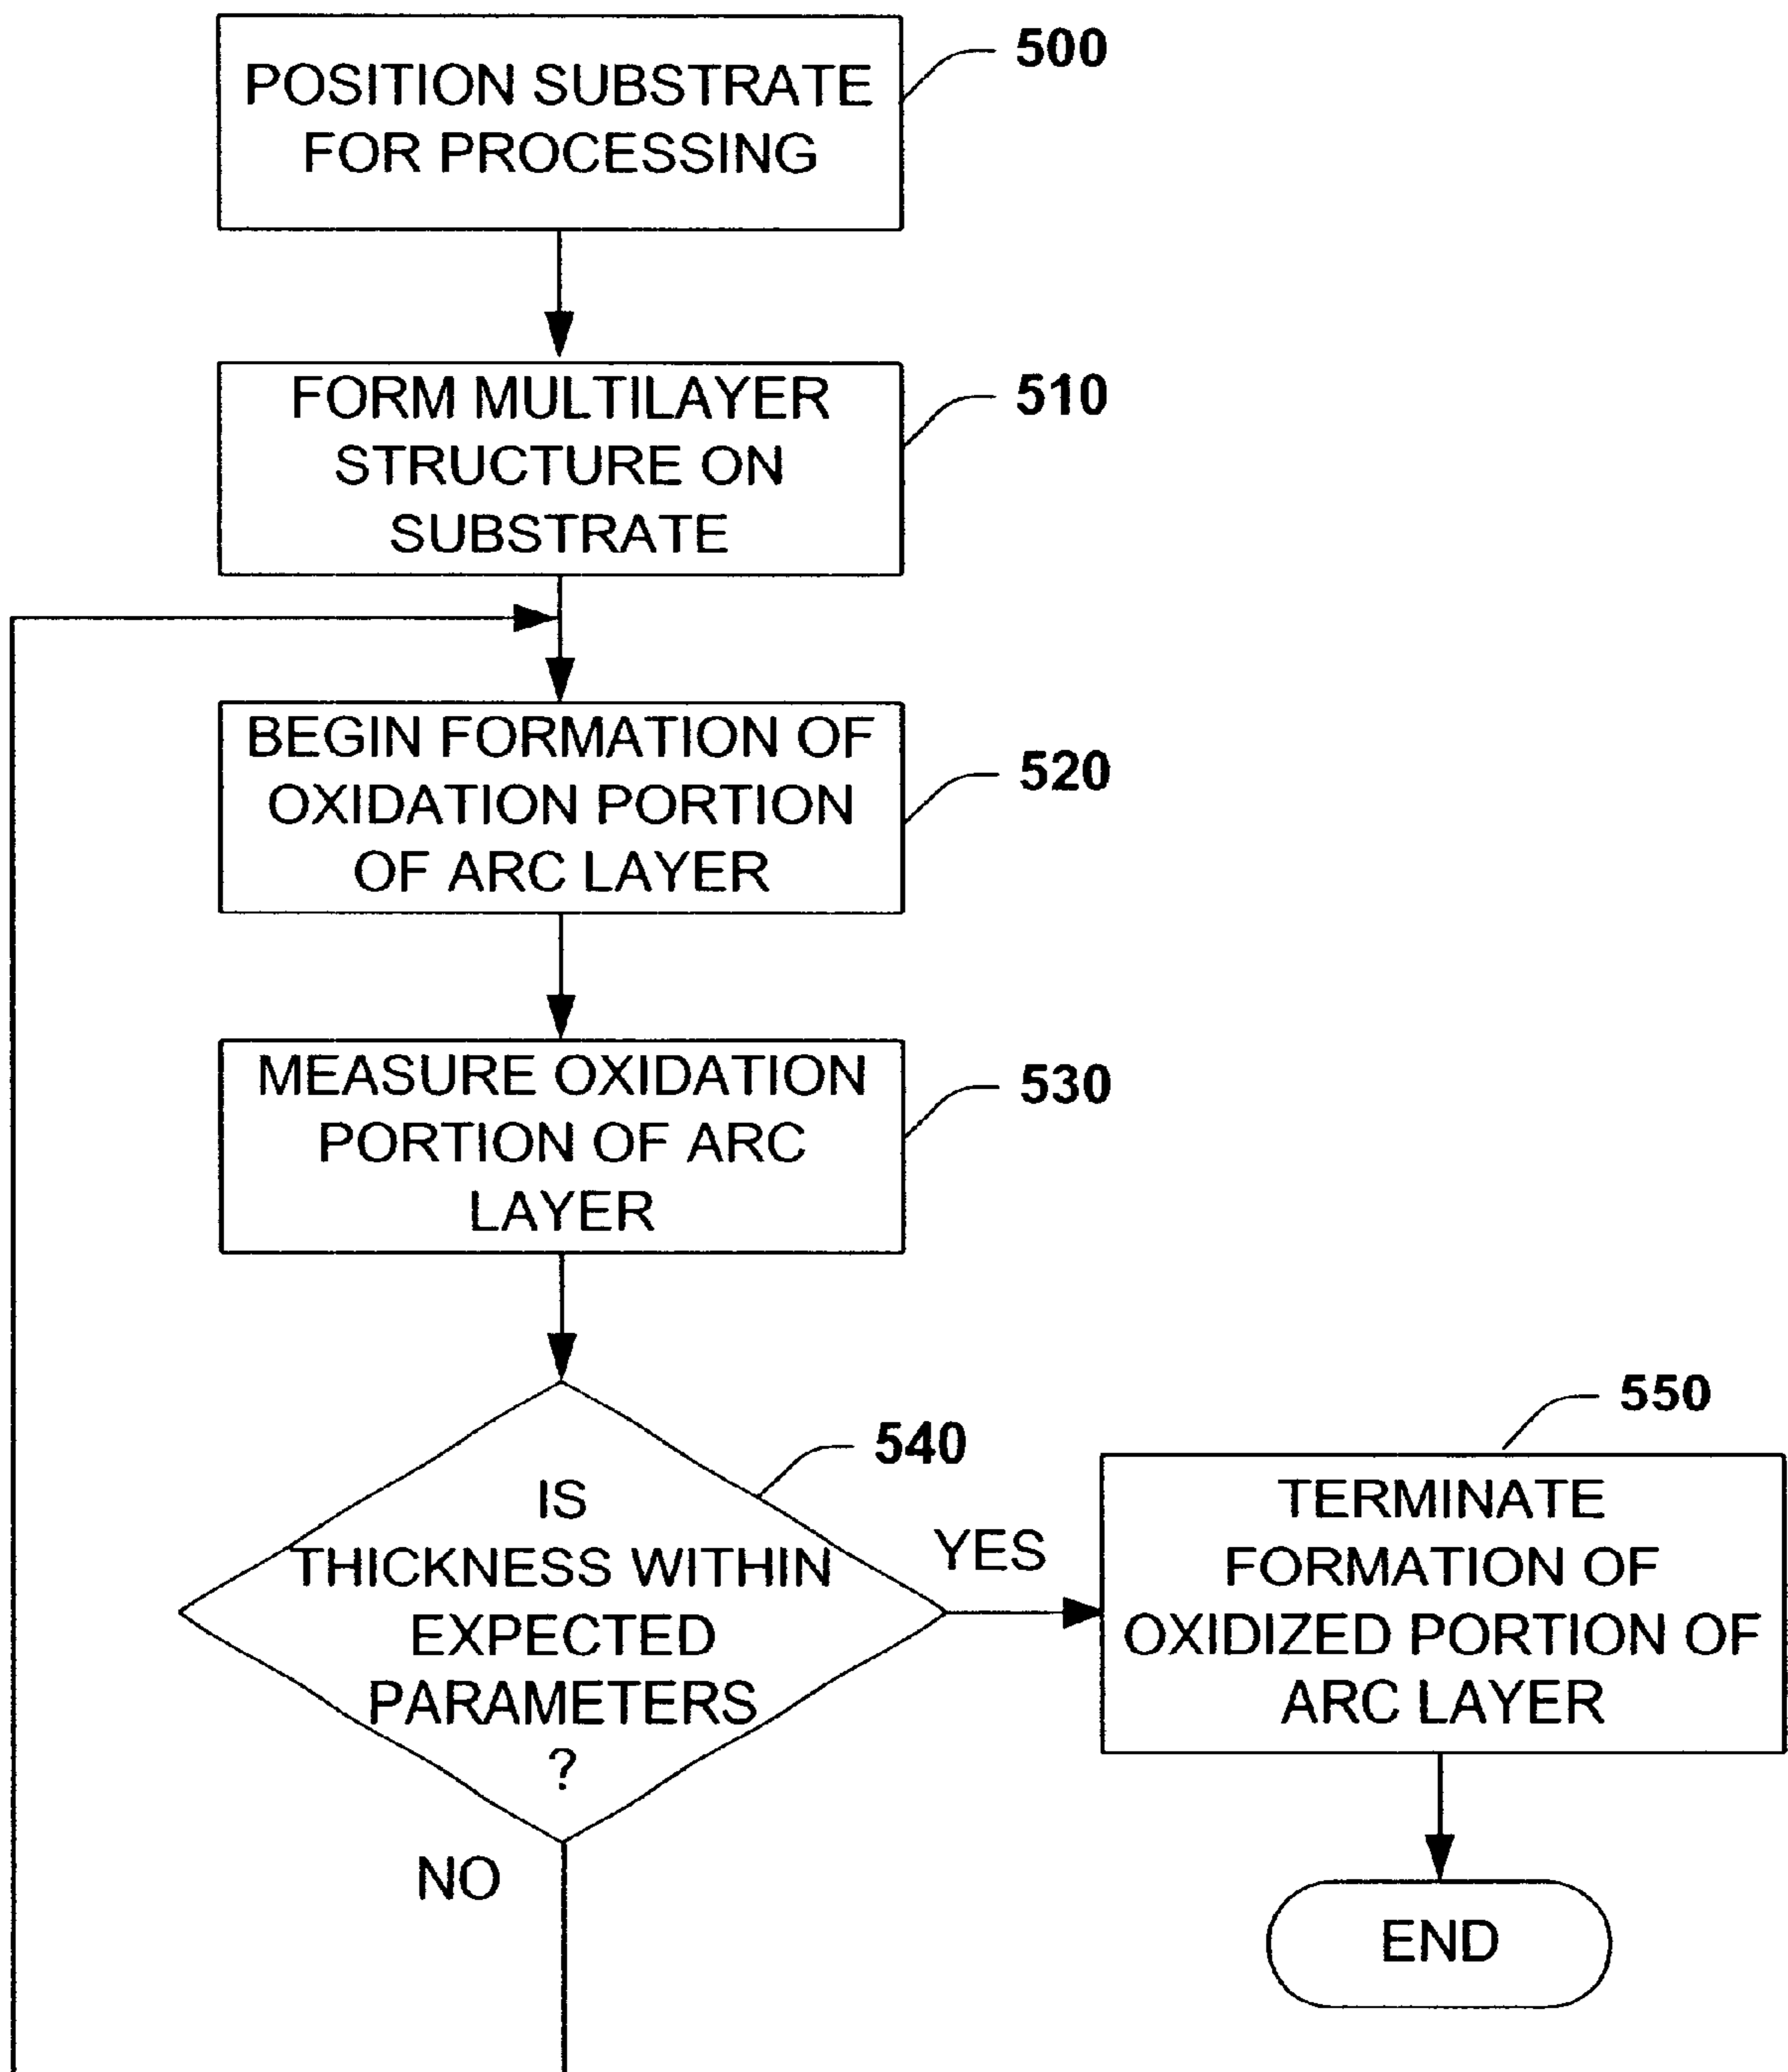 POSITION SUBSTRATE
FOR PROCESSING
500
FORM MULTILAYER
STRUCTURE ON
SUBSTRATE
510
BEGIN FORMATION OF
OXIDATION PORTION
OF ARC LAYER
520
MEASURE OXIDATION
PORTION OF ARC
LAYER
530
IS
THICKNESS WITHIN
EXPECTED
PARAMETERS
?
540
YES
NO
TERMINATE
FORMATION OF
OXIDIZED PORTION OF
ARC LAYER
550
END